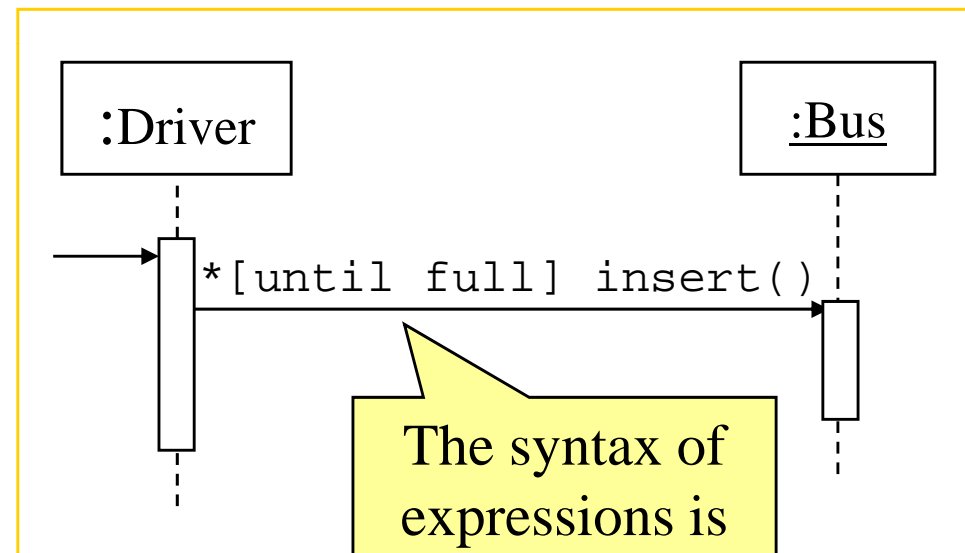 :Driver
:Bus
*[until full] insert()
The syntax of
expressions is